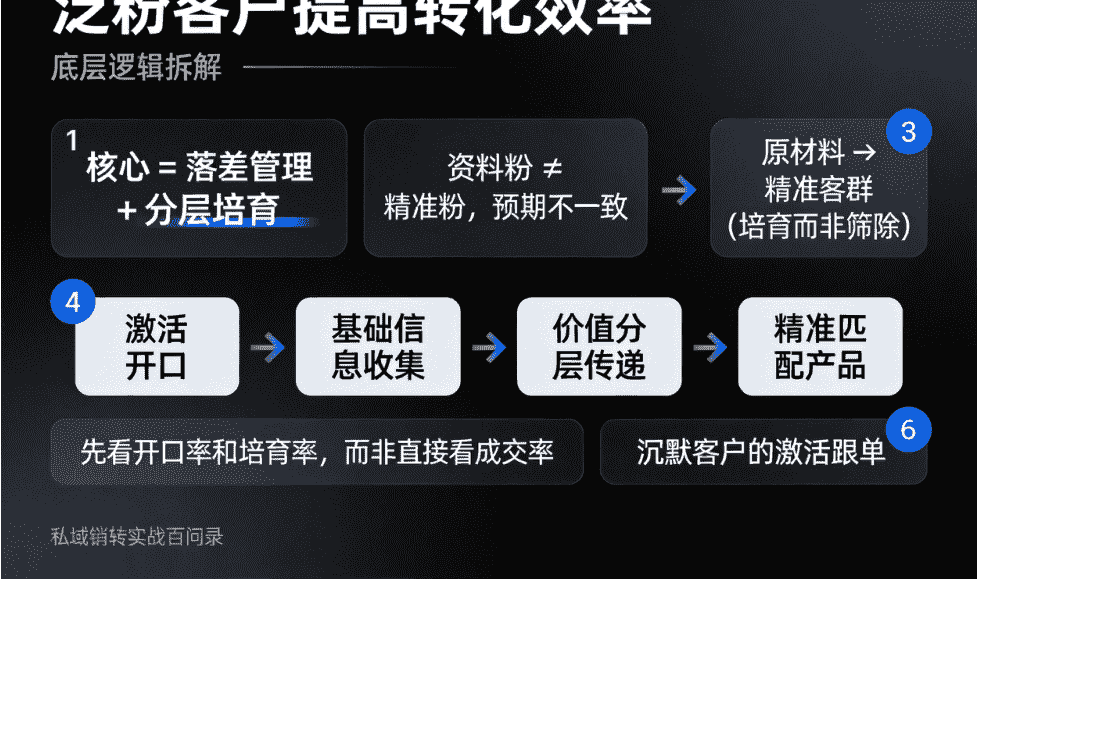 泛粉客户提高转化效率
底层逻辑拆解
1
核心 = 落差管理
+ 分层培育
资料粉 ≠
精准粉，预期不一致
→
3
原材料 →
精准客群
(培育而非筛除)
4
激活
开口
→
基础信
息收集
→
价值分
层传递
→
精准匹
配产品
先看开口率和培育率，而非直接看成交率
6
沉默客户的激活跟单
私域销转实战百问录